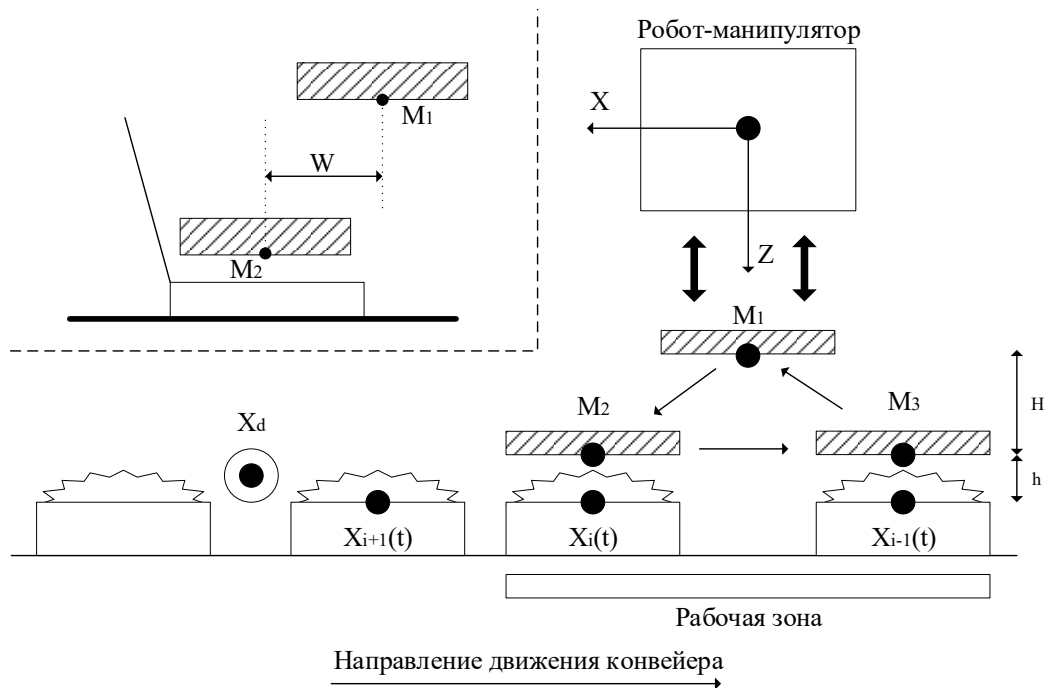 Робот-манипулятор
M1
X
W
Z
M2
M1
H
Xd
M2
M3
h
Xi+1(t)
Xi(t)
Xi-1(t)
Рабочая зона
Направление движения конвейера